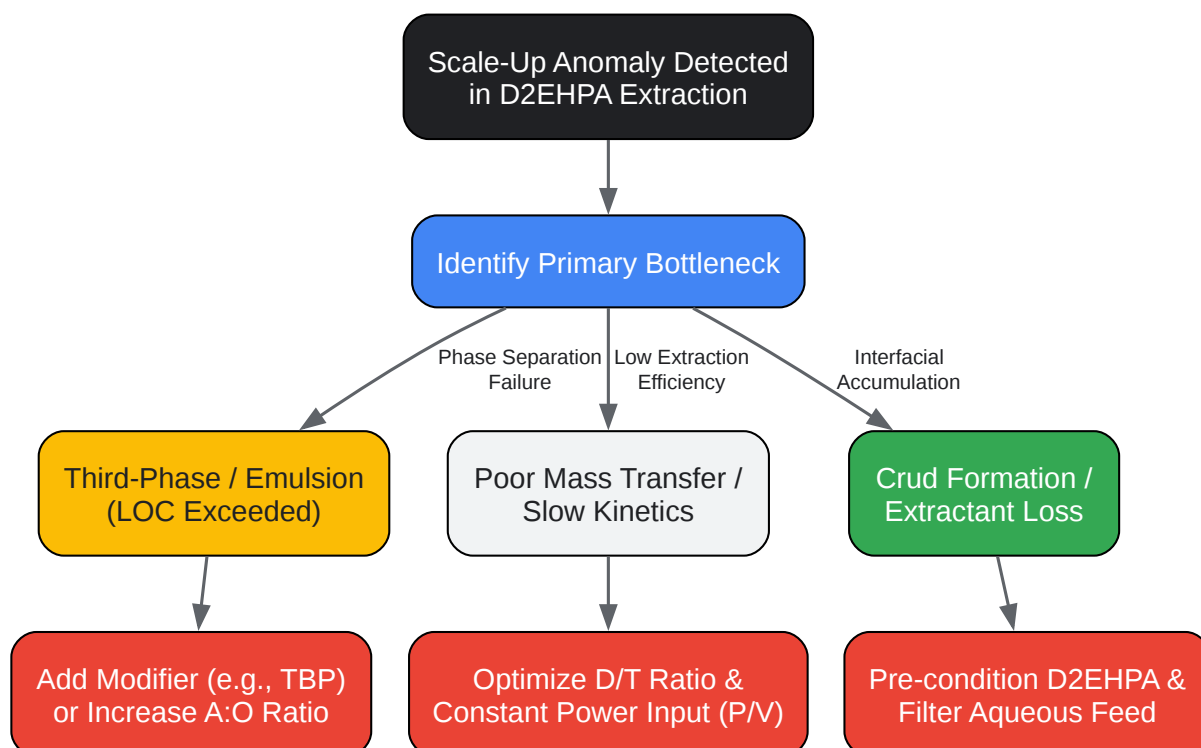 Scale-Up Anomaly Detected
in D2EHPA Extraction
Identify Primary Bottleneck
Phase Separation
Failure
Low Extraction
Efficiency
Interfacial
Accumulation
Third-Phase / Emulsion
(LOC Exceeded)
Poor Mass Transfer /
Slow Kinetics
Crud Formation /
Extractant Loss
Add Modifier (e.g., TBP)
or Increase A:O Ratio
Optimize D/T Ratio &
Constant Power Input (P/V)
Pre-condition D2EHPA &
Filter Aqueous Feed